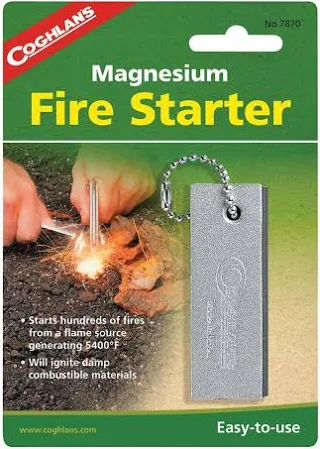 COGHLAN'S
No. 7870
Magnesium
Fire Starter
• Starts hundreds of fires
from a flame source
generating 5400°F
• Will ignite damp
combustible materials
www.coghlans.com
Easy-to-use